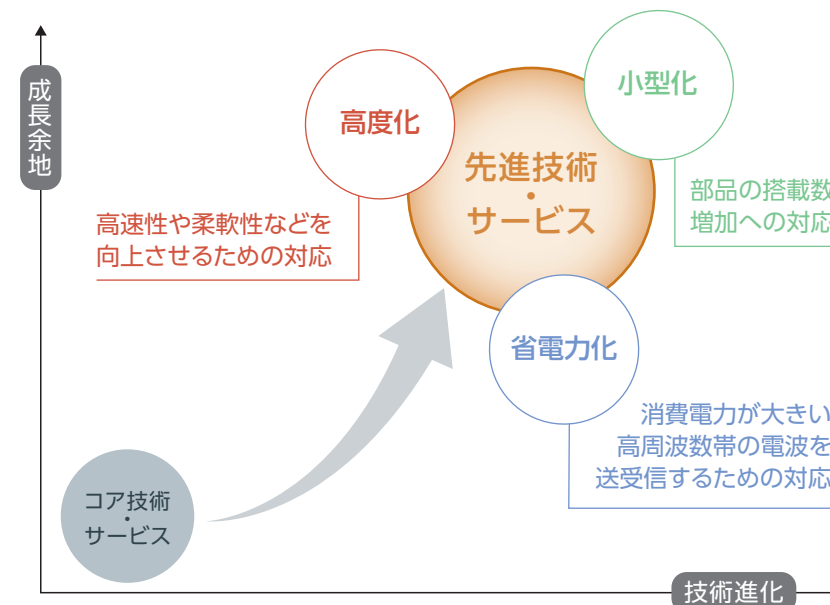 成長余地
高度化
小型化
先進技術
・
サービス
部品の搭載数
増加への対応
高速性や柔軟性などを
向上させるための対応
省電力化
消費電力が大きい
高周波数帯の電波を
送受信するための対応
コア技術
・
サービス
技術進化